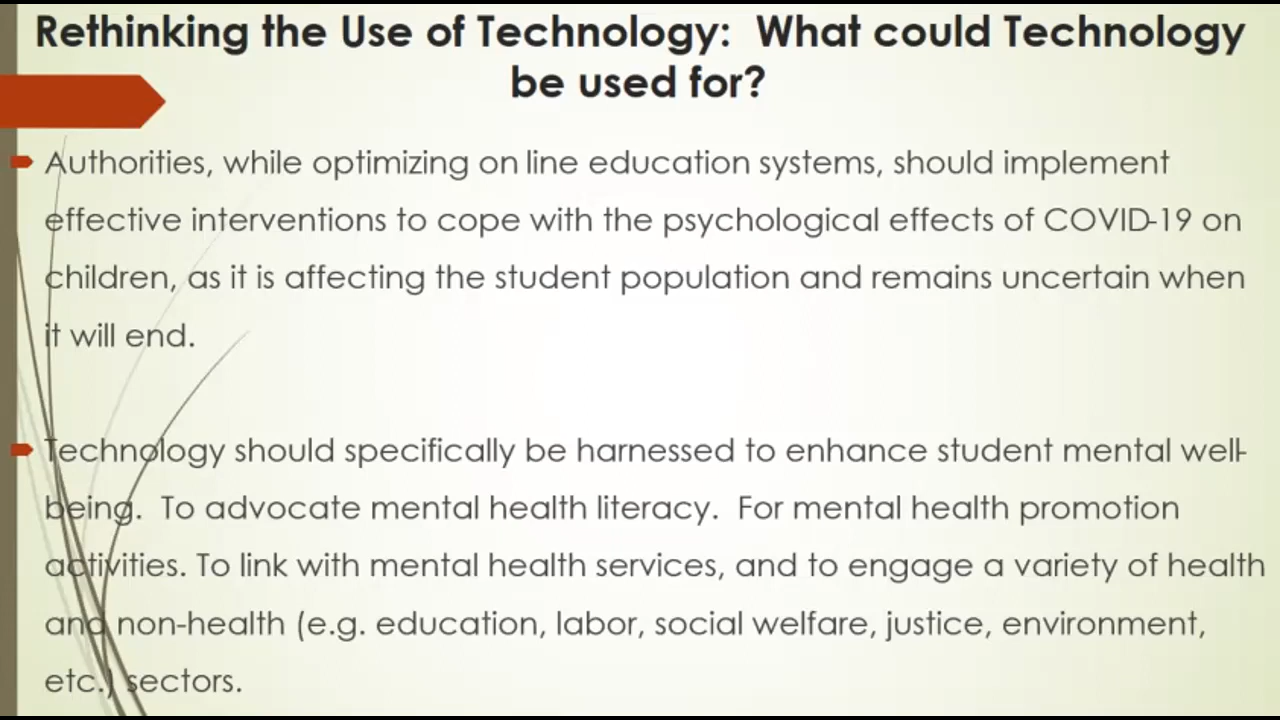 Rethinking the Use of Technology:  What could Technology
be used for?
Authorities, while optimizing on line education systems, should implement
effective interventions to cope with the psychological effects of COVID-19 on
children, as it is affecting the student population and remains uncertain when
it will end.
Technology should specifically be harnessed to enhance student mental well-
being.  To advocate mental health literacy.  For mental health promotion
activities. To link with mental health services, and to engage a variety of health
and non-health (e.g. education, labor, social welfare, justice, environment,
etc.) sectors.